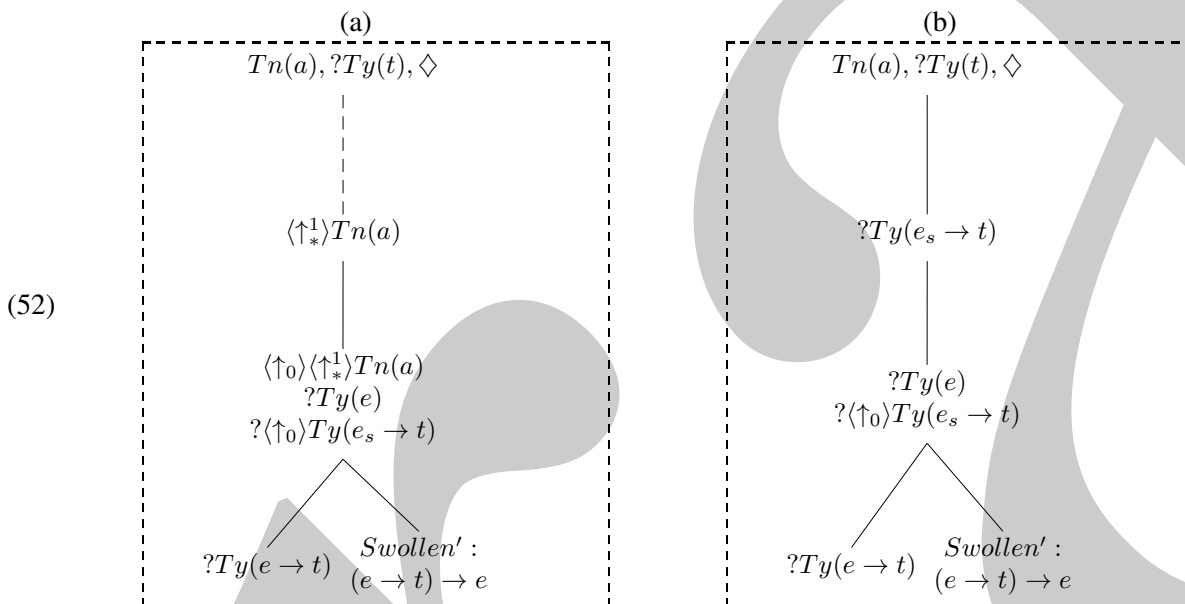 (a) (b)
Tn(a), ?Ty(t), ◇ Tn(a), ?Ty(t), ◇
⟨↑¹∗⟩Tn(a) ?Ty(eₛ → t)
(52)
⟨↑₀⟩⟨↑¹∗⟩Tn(a) ?Ty(e)
?Ty(e) ?⟨↑₀⟩Ty(eₛ → t)
?⟨↑₀⟩Ty(eₛ → t)
?Ty(e → t) Swollen′ : ?Ty(e → t) Swollen′ :
(e → t) → e (e → t) → e